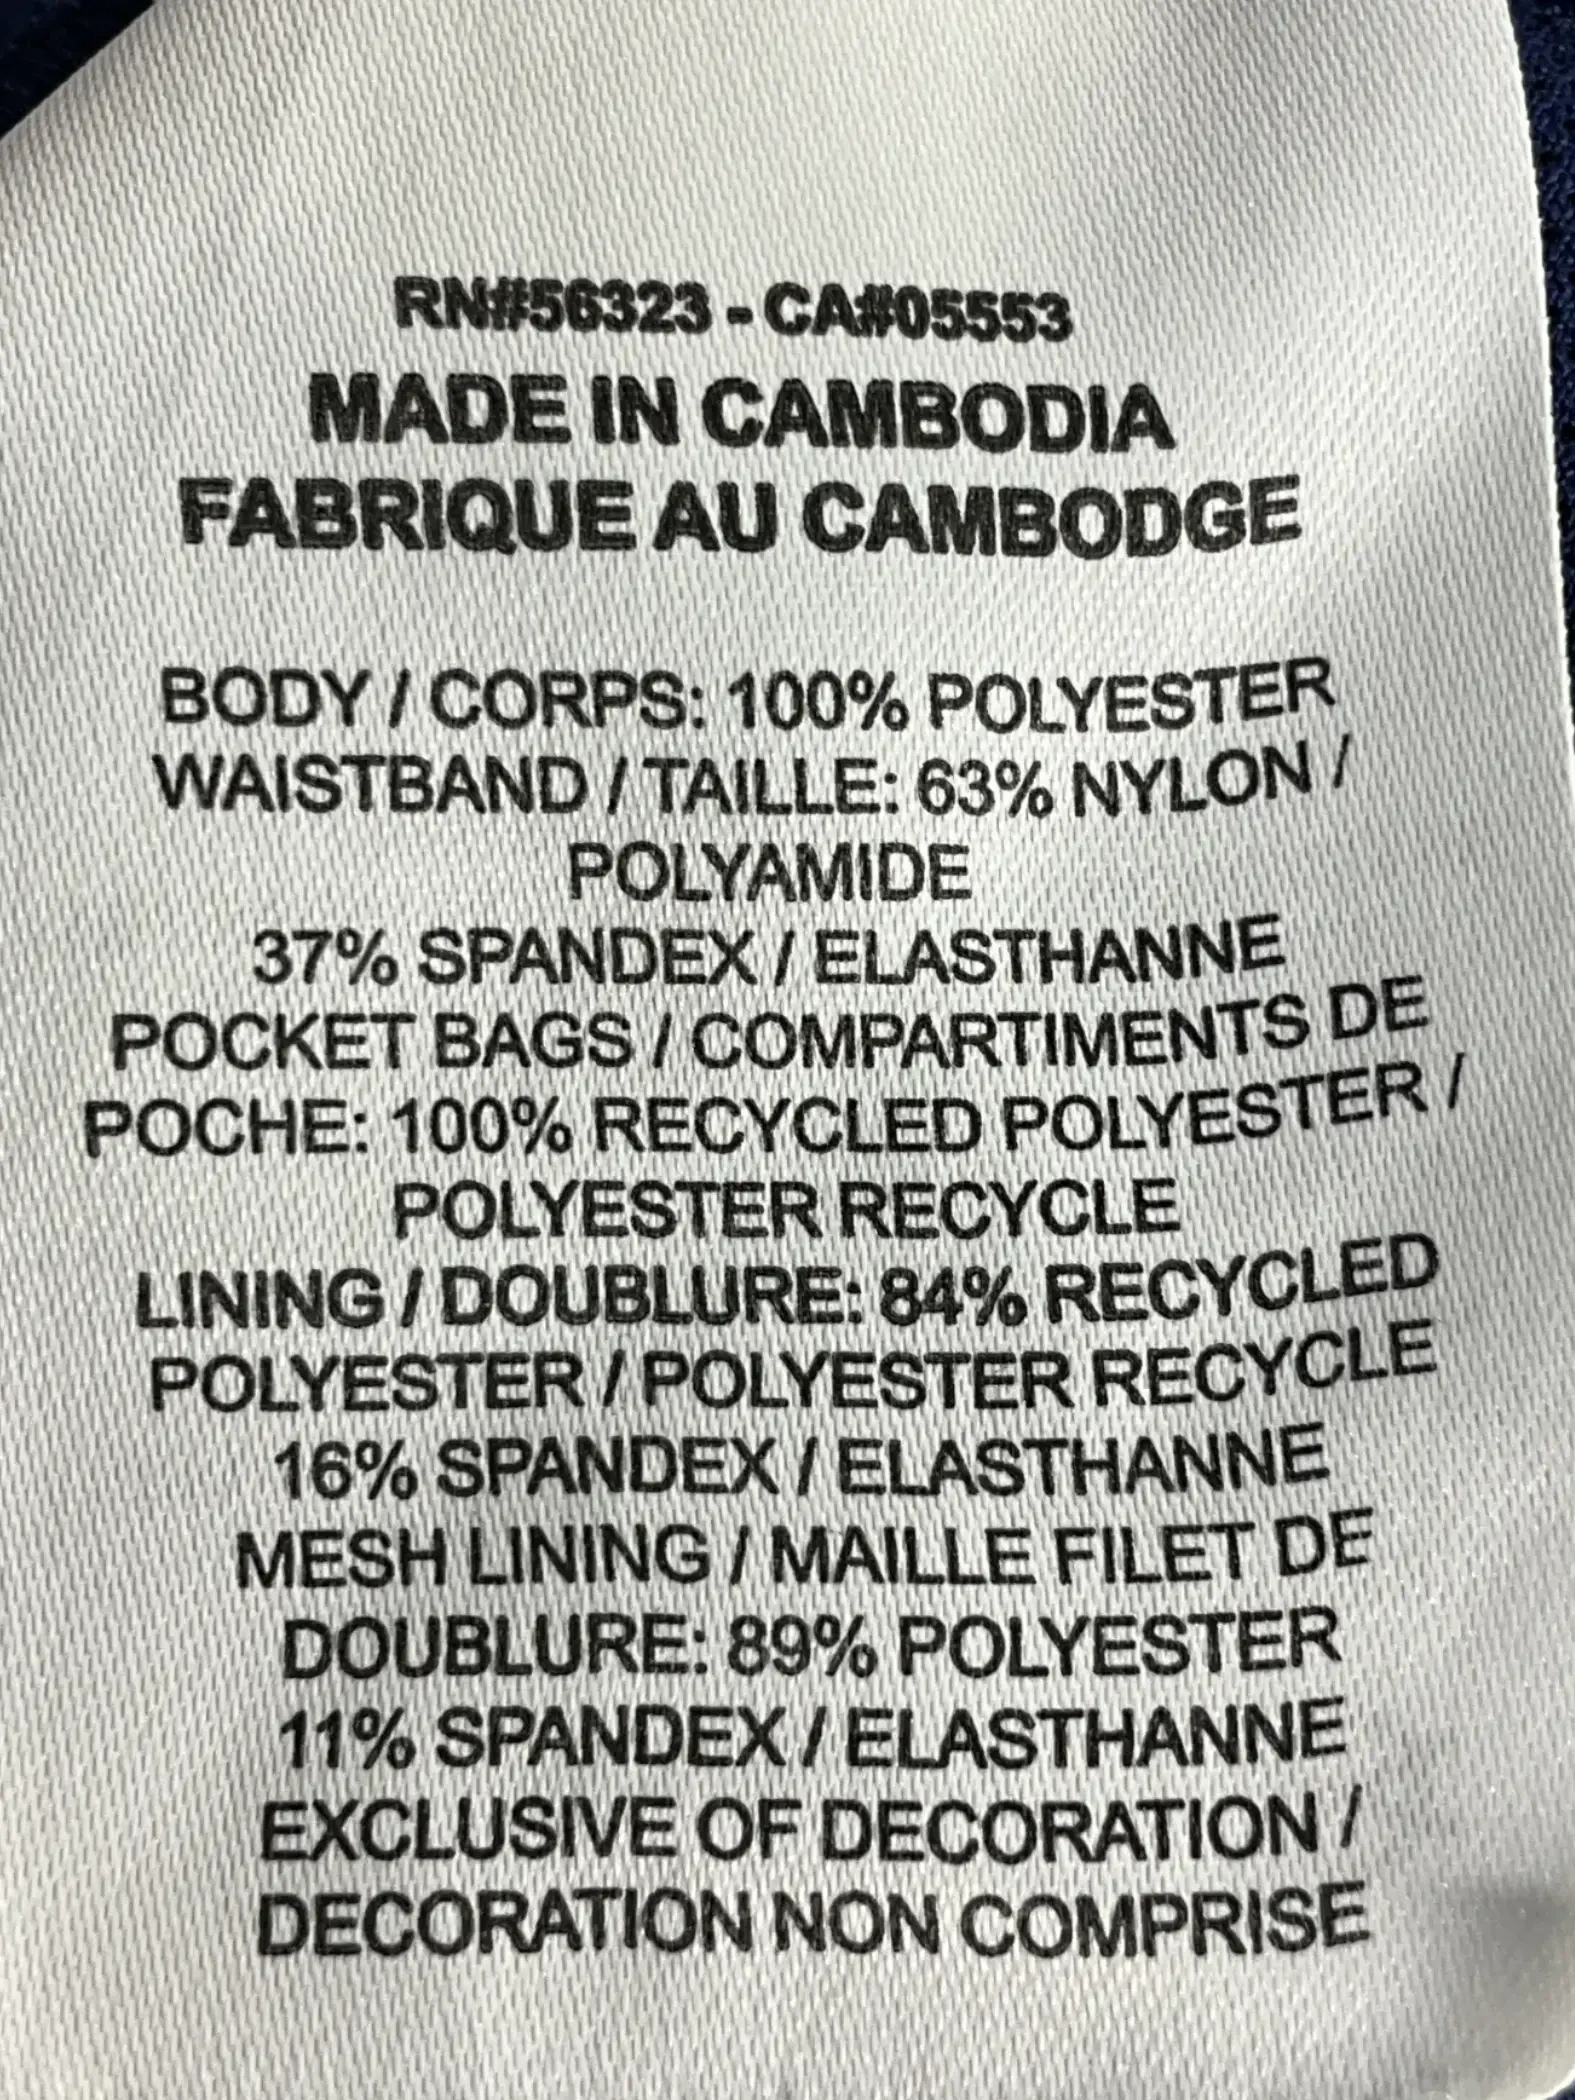 RN#56323 - CA#05553
MADE IN CAMBODIA
FABRIQUE AU CAMBODGE
BODY / CORPS: 100% POLYESTER
WAISTBAND / TAILLE: 63% NYLON /
POLYAMIDE
37% SPANDEX / ELASTHANNE
POCKET BAGS / COMPARTIMENTS DE
POCHE: 100% RECYCLED POLYESTER /
POLYESTER RECYCLE
LINING / DOUBLURE: 84% RECYCLED
POLYESTER / POLYESTER RECYCLE
16% SPANDEX / ELASTHANNE
MESH LINING / MAILLE FILET DE
DOUBLURE: 89% POLYESTER
11% SPANDEX / ELASTHANNE
EXCLUSIVE OF DECORATION /
DECORATION NON COMPRISE